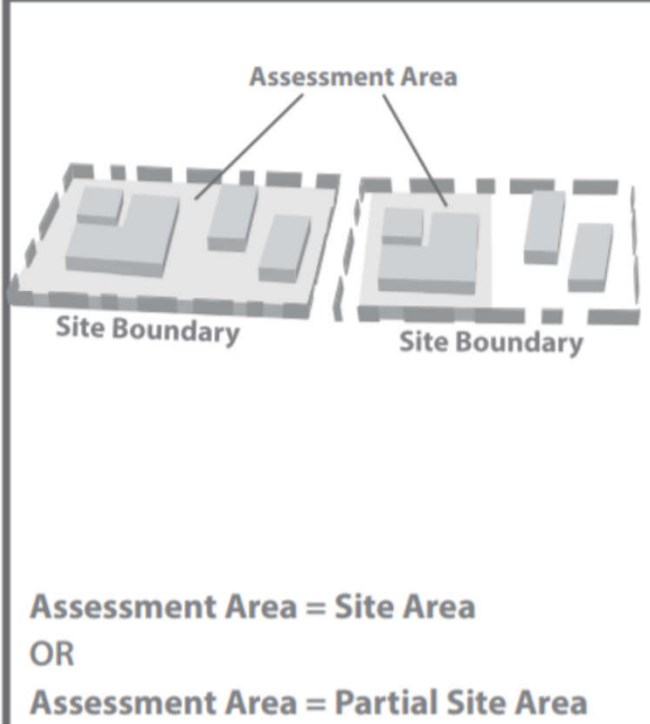 Assessment Area
Site Boundary
Site Boundary
Assessment Area = Site Area
OR
Assessment Area = Partial Site Area